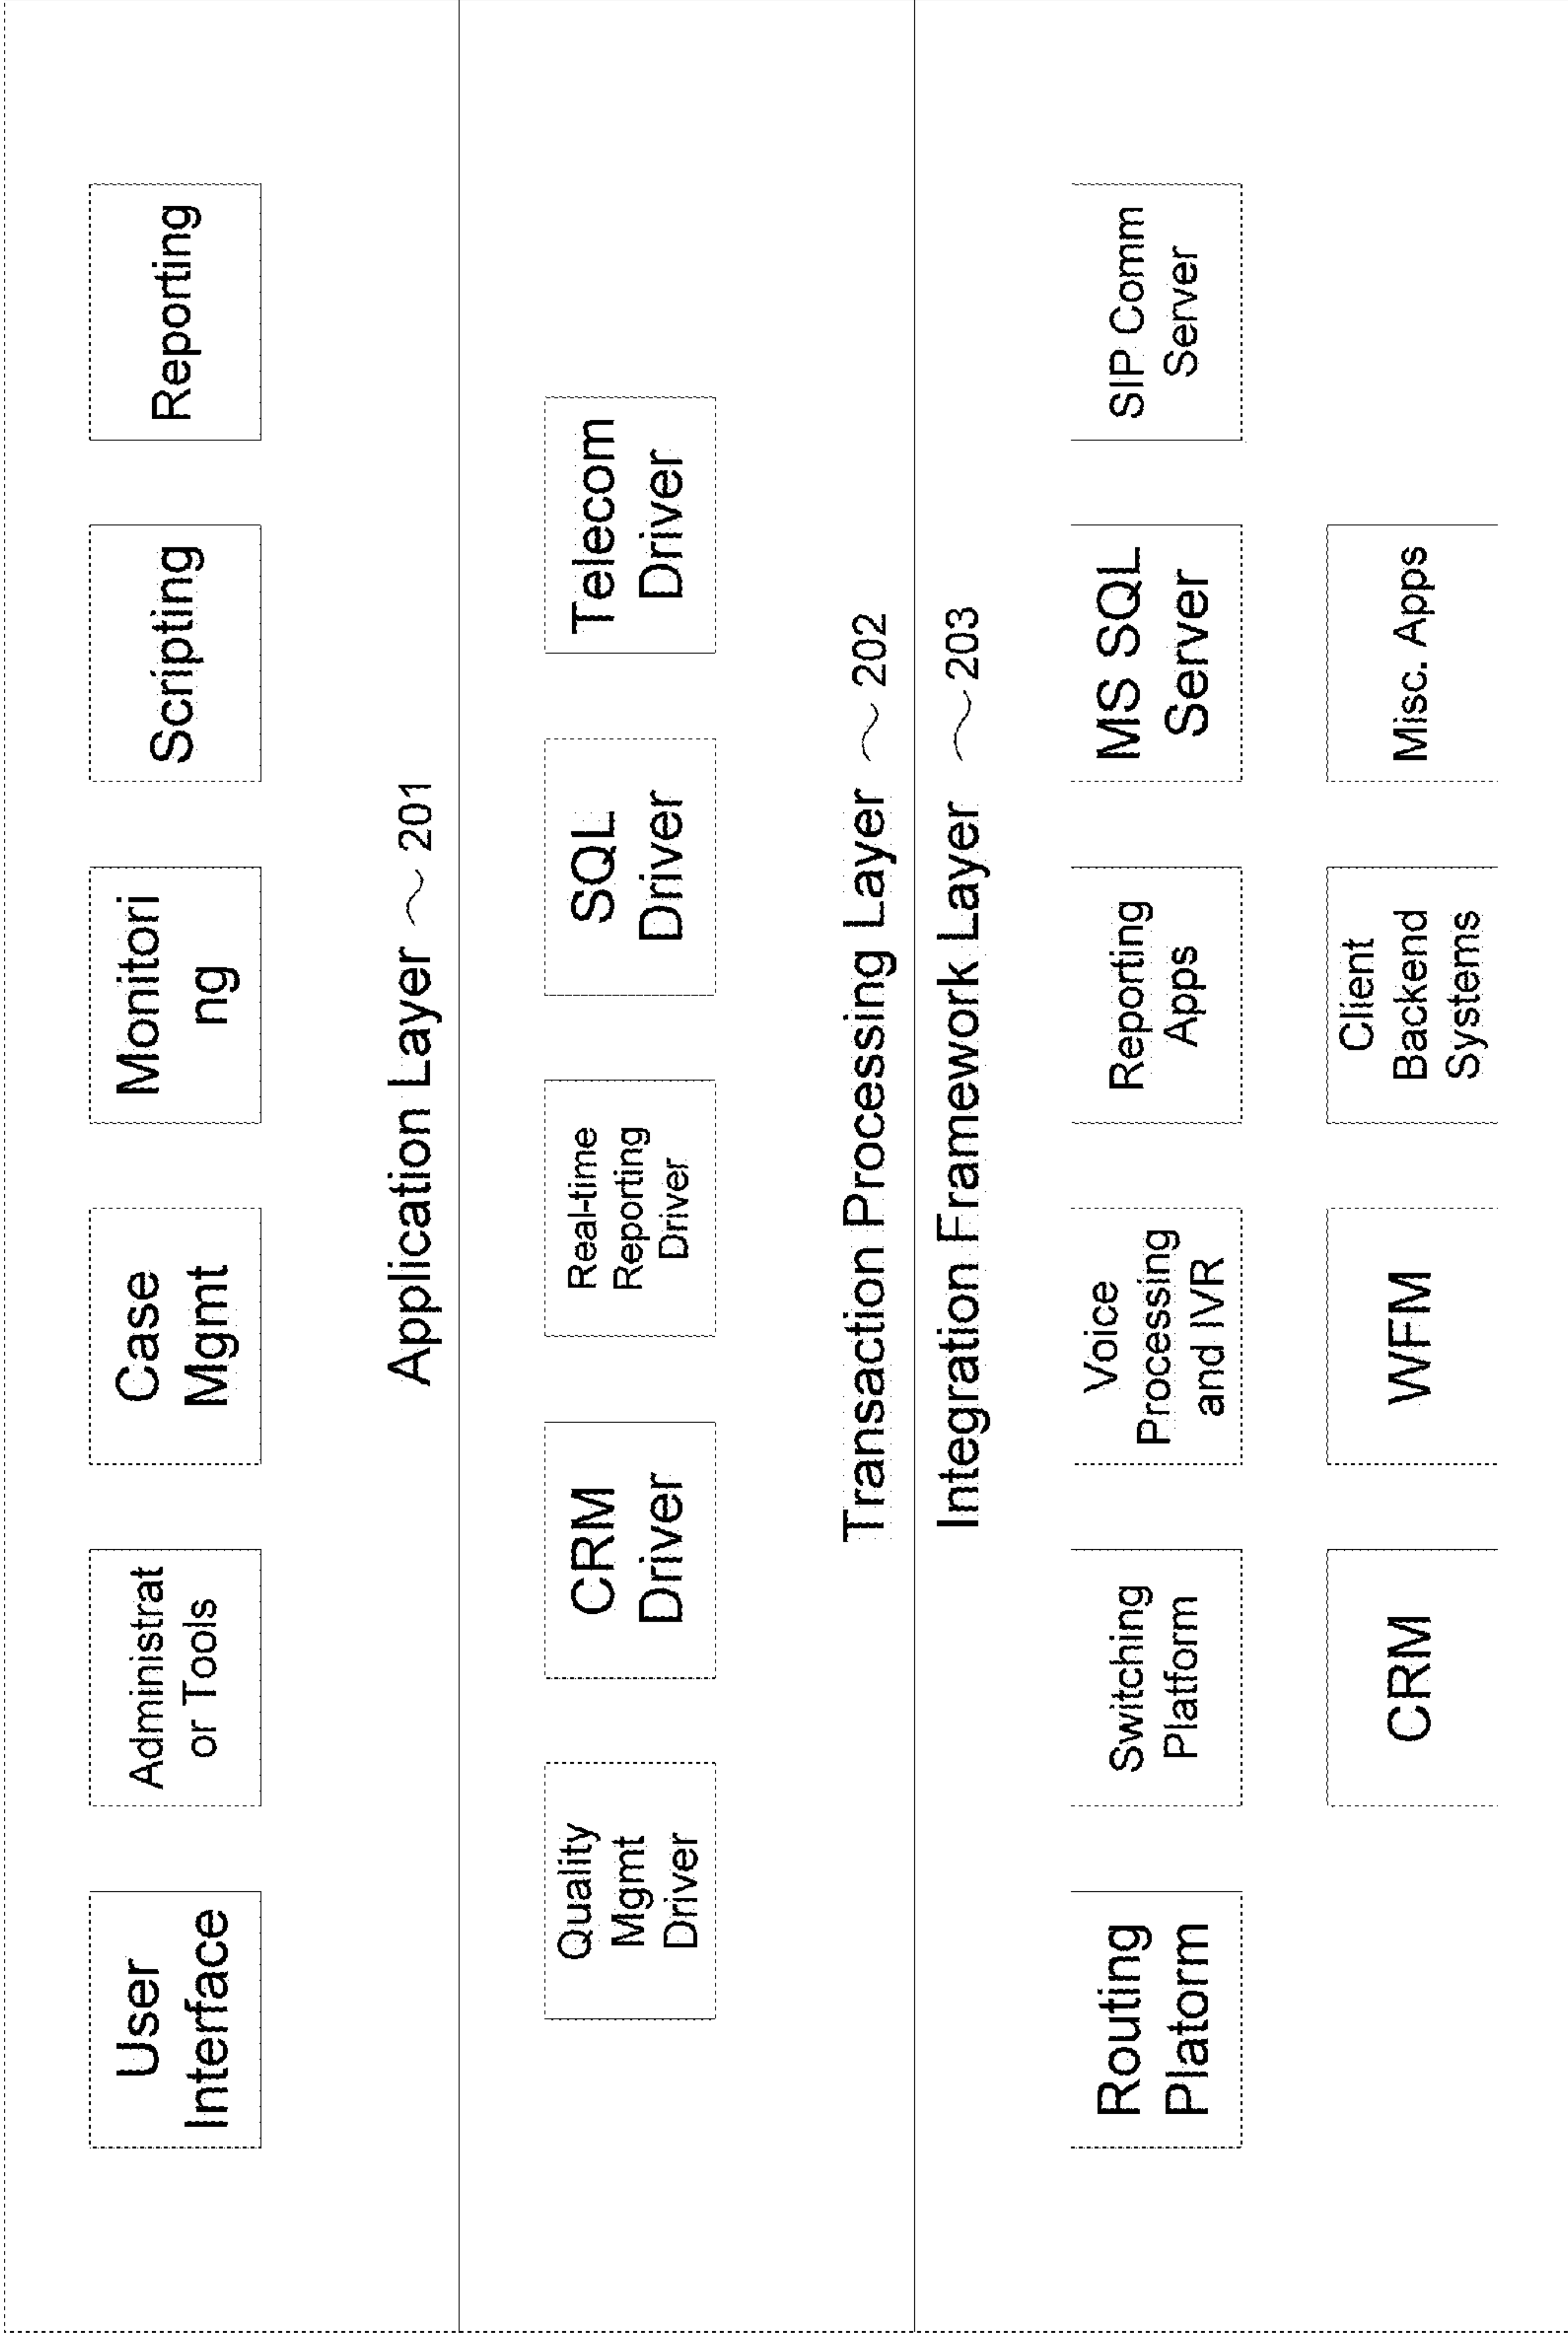 User
Interface
Administrat
or Tools
Case
Mgmt
Monitori
ng
Scripting
Reporting
Application Layer ~ 201
Quality
Mgmt
Driver
CRM
Driver
Real-time
Reporting
Driver
SQL
Driver
Telecom
Driver
Transaction Processing Layer ~ 202
Integration Framework Layer ~ 203
Routing
Platorm
Switching
Platform
Voice
Processing
and IVR
Reporting
Apps
MS SQL
Server
SIP Comm
Server
CRM
WFM
Client
Backend
Systems
Misc. Apps